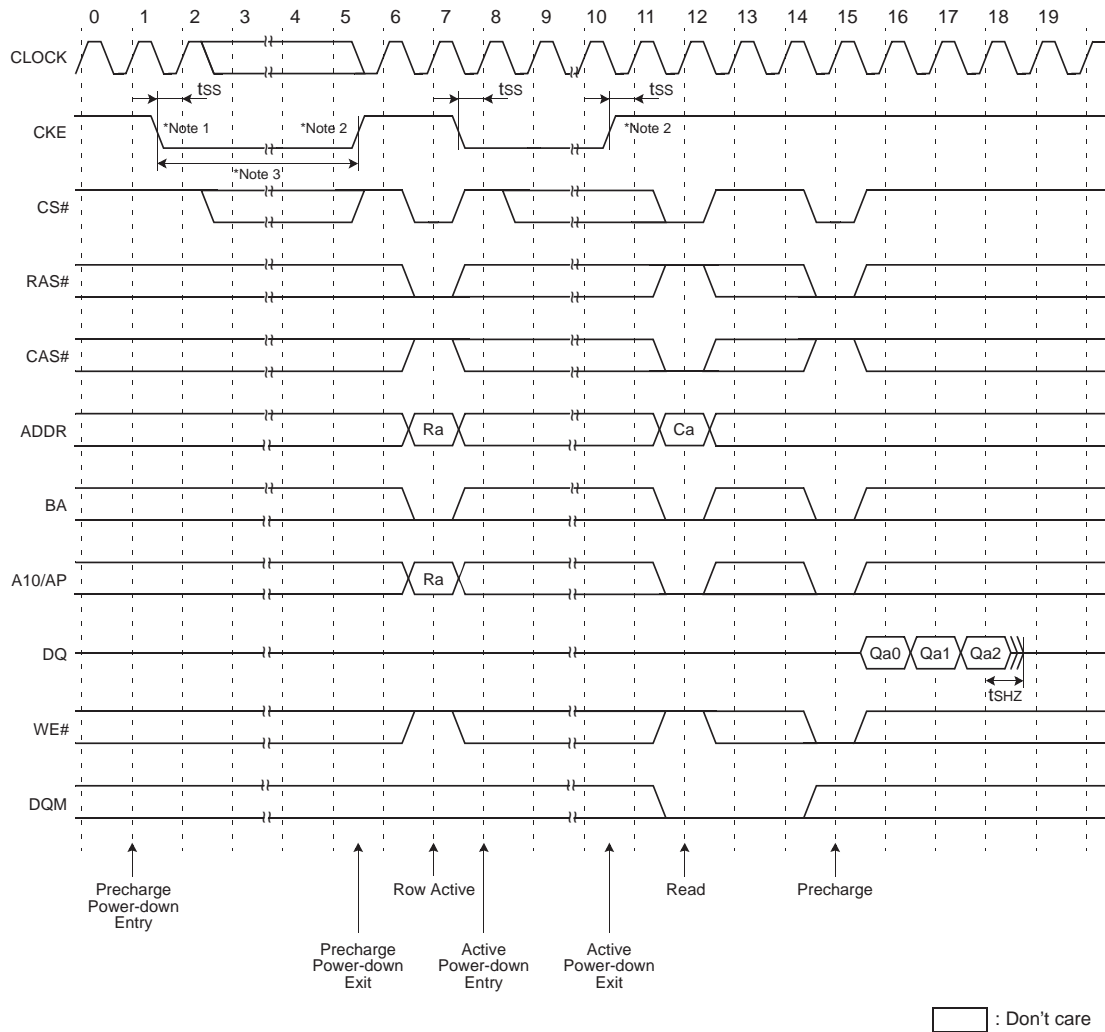 0 1 2 3 4 5 6 7 8 9 10 11 12 13 14 15 16 17 18 19
CLOCK
tSS tSS tSS
CKE *Note 1 *Note 2 *Note 2
*Note 3
CS#
RAS#
CAS#
ADDR Ra Ca
BA
A10/AP Ra
DQ Qa0 Qa1 Qa2
tSHZ
WE#
DQM
Precharge
Power-down
Entry
Row Active
Read
Precharge
Precharge
Power-down
Exit
Active
Power-down
Entry
Active
Power-down
Exit
: Don't care